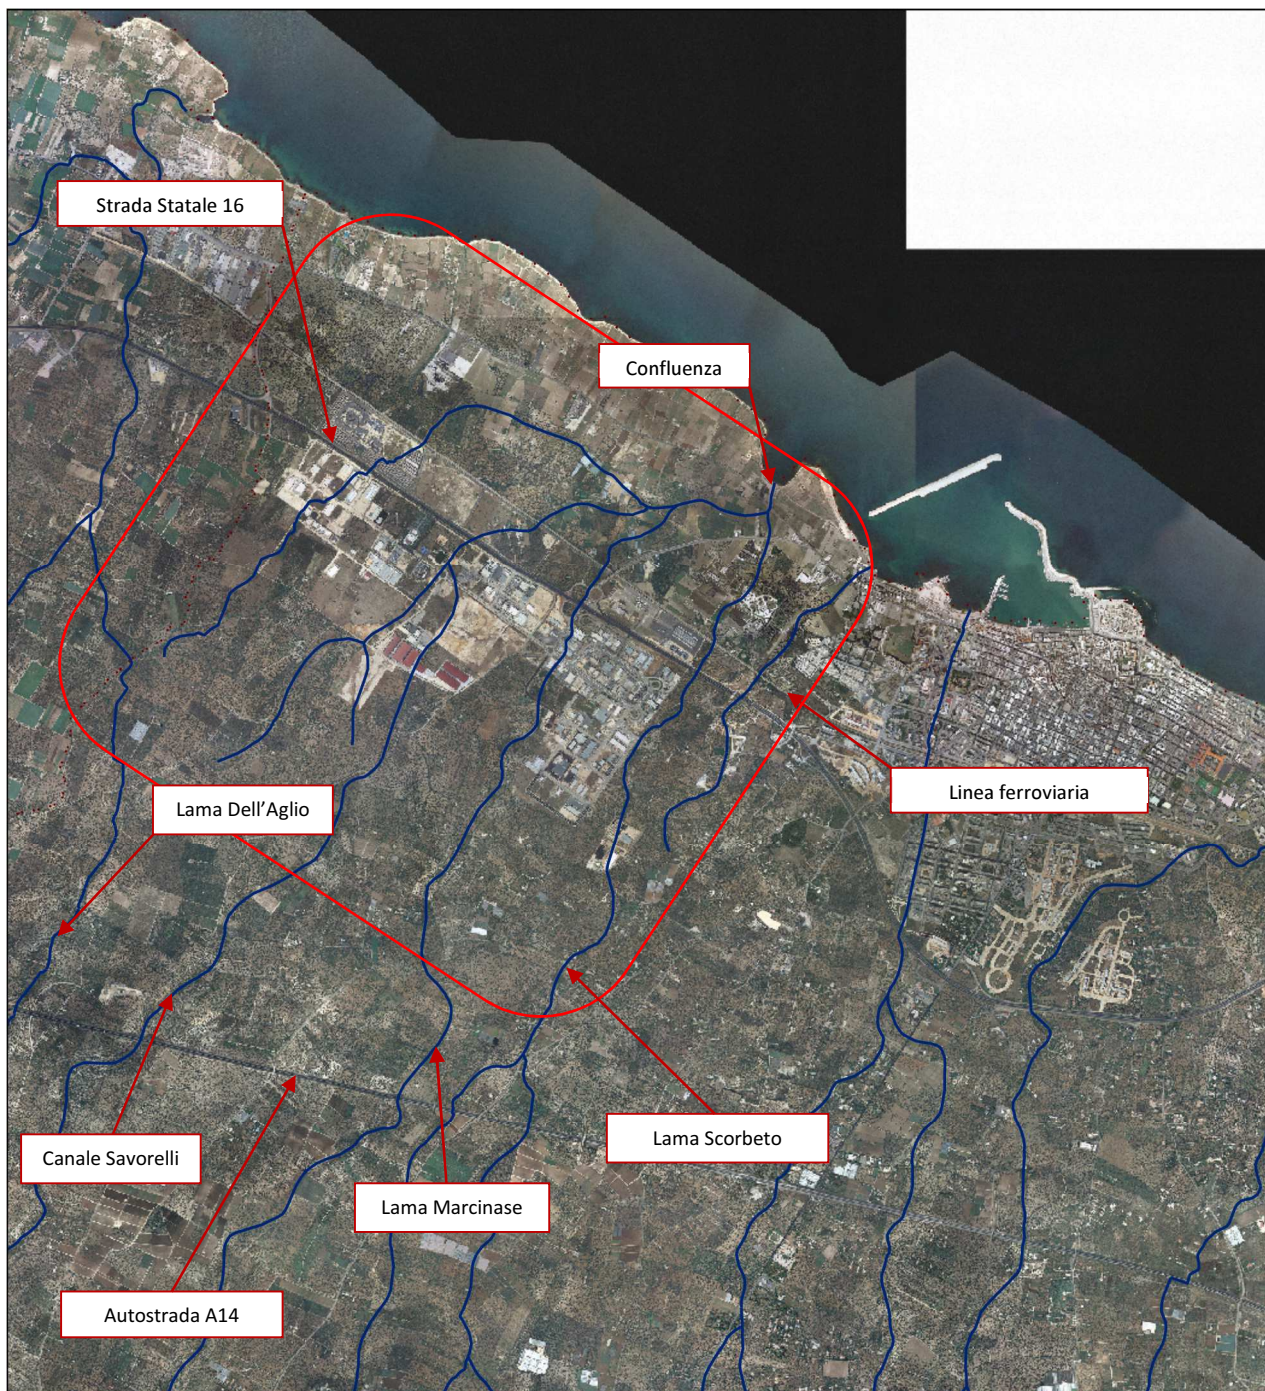 Strada Statale 16
Confluenza
Linea ferroviaria
Lama Dell’Aglio
Lama Scorbeto
Canale Savorelli
Lama Marcinase
Autostrada A14